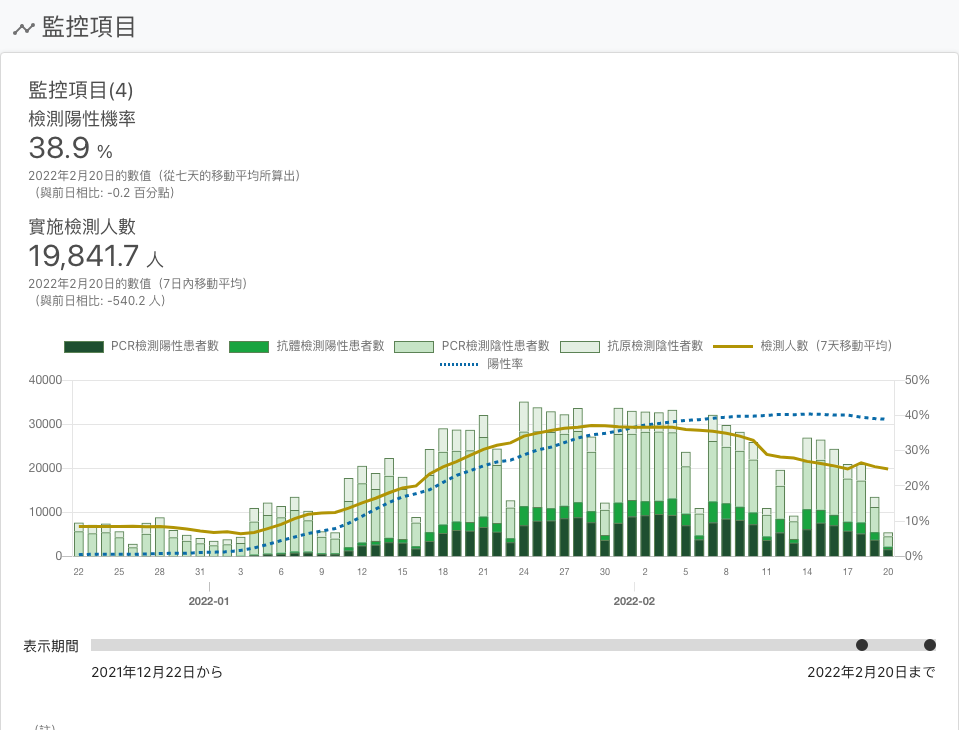 監控項目
監控項目(4)
檢測陽性機率
38.9 %
2022年2月20日的數值（從七天的移動平均所算出）
（與前日相比: -0.2 百分點）
實施檢測人數
19,841.7 人
2022年2月20日的數值（7日內移動平均）
（與前日相比: -540.2 人）
PCR檢測陽性患者數 抗體檢測陽性患者數 PCR檢測陰性患者數 抗原檢測陰性者數 檢測人數（7天移動平均）
陽性率
40000 50%
30000 40%
20000 30%
10000 20%
0 10%
0%
22 25 28 31 3 6 9 12 15 18 21 24 27 30 2 5 8 11 14 17 20
2022-01 2022-02
表示期間
2021年12月22日から 2022年2月20日まで
（註）